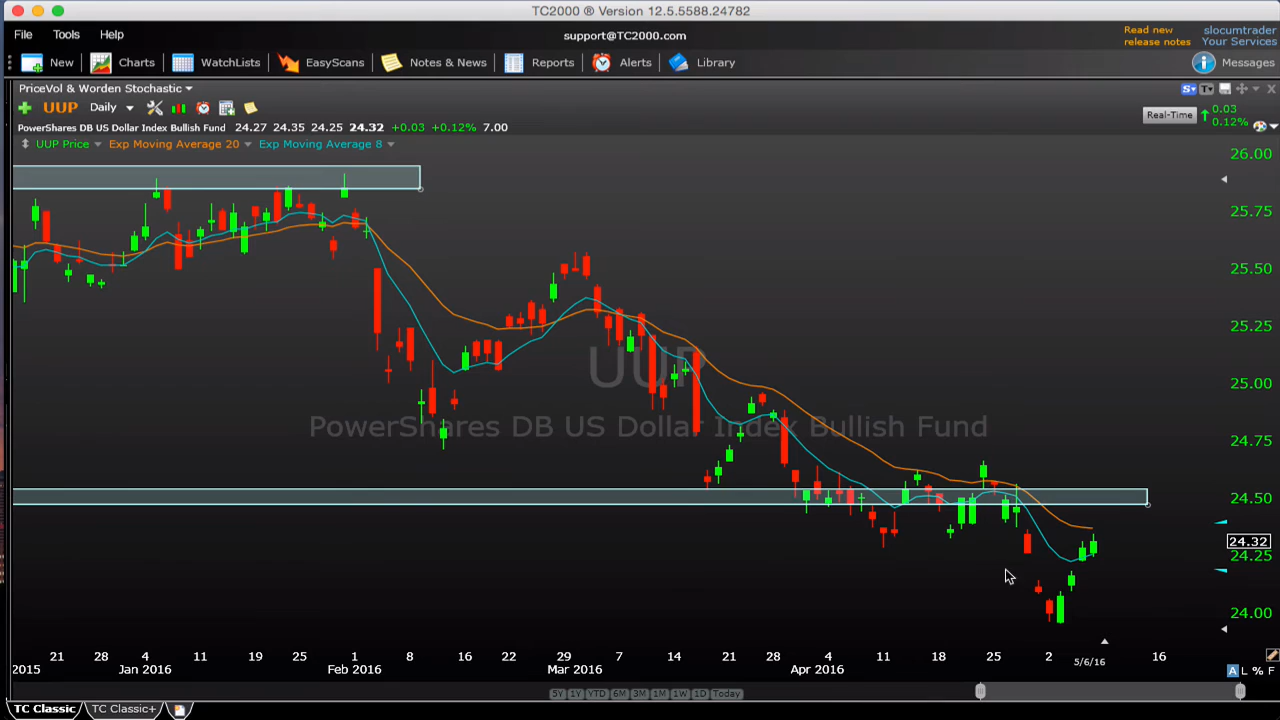 TC2000 ® Version 12.5.5588.24782
File Tools Help
support@TC2000.com
Read new
release notes
slocumtrader
Your Services
New Charts WatchLists EasyScans Notes & News Reports Alerts Library Messages
PriceVol & Worden Stochastic
S T
UUP Daily
Real-Time
0.03
0.12%
PowerShares DB US Dollar Index Bullish Fund 24.27 24.35 24.25 24.32 +0.03 +0.12% 7.00
UUP Price Exp Moving Average 20 Exp Moving Average 8
26.00
25.75
25.50
25.25
25.00
24.75
24.50
24.32
24.25
24.00
UUP
PowerShares DB US Dollar Index Bullish Fund
21 28 4 11 19 25 1 8 16 22 29 7 14 21 28 4 11 18 25 2 16
2015 Jan 2016 Feb 2016 Mar 2016 Apr 2016 5/6/16
A L % F
5Y 1Y YTD 6M 3M 1M 1W 1D Today
TC Classic TC Classic+